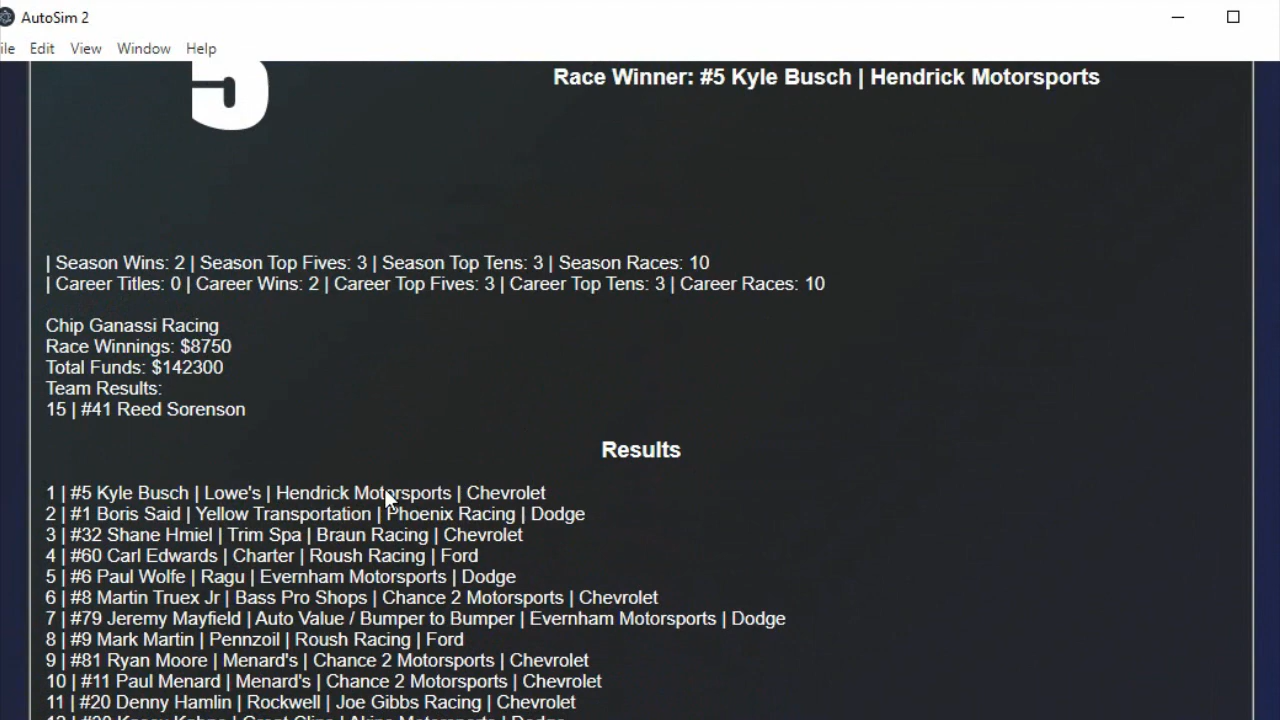 AutoSim 2
ile Edit View Window Help
5
Race Winner: #5 Kyle Busch | Hendrick Motorsports
| Season Wins: 2 | Season Top Fives: 3 | Season Top Tens: 3 | Season Races: 10
| Career Titles: 0 | Career Wins: 2 | Career Top Fives: 3 | Career Top Tens: 3 | Career Races: 10
Chip Ganassi Racing
Race Winnings: $8750
Total Funds: $142300
Team Results:
15 | #41 Reed Sorenson
Results
1 | #5 Kyle Busch | Lowe's | Hendrick Motorsports | Chevrolet
2 | #1 Boris Said | Yellow Transportation | Phoenix Racing | Dodge
3 | #32 Shane Hmiel | Trim Spa | Braun Racing | Chevrolet
4 | #60 Carl Edwards | Charter | Roush Racing | Ford
5 | #6 Paul Wolfe | Ragu | Evernham Motorsports | Dodge
6 | #8 Martin Truex Jr | Bass Pro Shops | Chance 2 Motorsports | Chevrolet
7 | #79 Jeremy Mayfield | Auto Value / Bumper to Bumper | Evernham Motorsports | Dodge
8 | #9 Mark Martin | Pennzoil | Roush Racing | Ford
9 | #81 Ryan Moore | Menard's | Chance 2 Motorsports | Chevrolet
10 | #11 Paul Menard | Menard's | Chance 2 Motorsports | Chevrolet
11 | #20 Denny Hamlin | Rockwell | Joe Gibbs Racing | Chevrolet